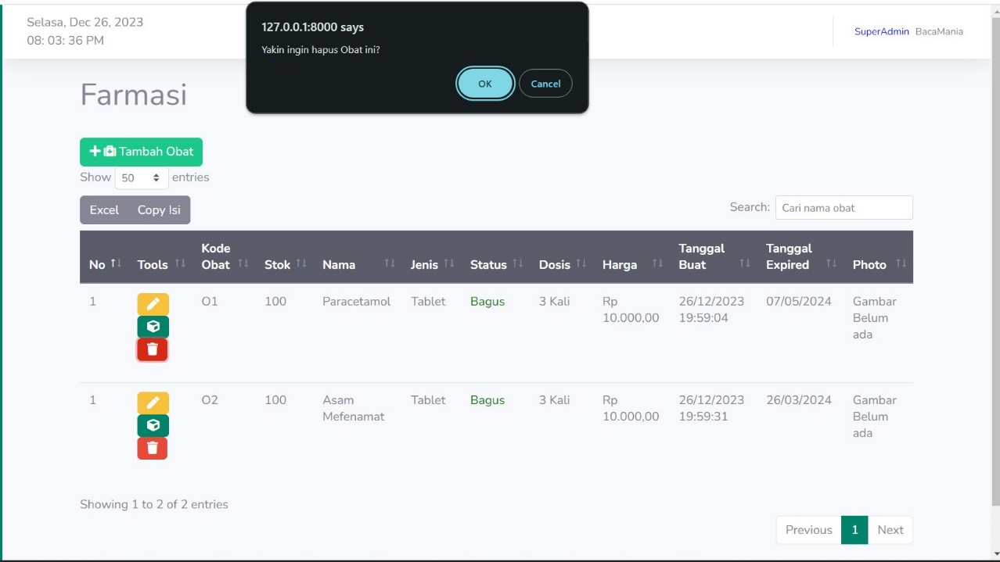 Selasa, Dec 26, 2023
08: 03: 36 PM
127.0.0.1:8000 says
Yakin ingin hapus Obat ini?
OK Cancel
SuperAdmin BacaMania
Farmasi
Tambah Obat
Show 50 entries
Excel Copy Isi
Search: Cari nama obat
No Tools Kode Obat Stok Nama Jenis Status Dosis Harga Tanggal Buat Tanggal Expired Photo
1 O1 100 Paracetamol Tablet Bagus 3 Kali Rp 10.000,00 26/12/2023 19:59:04 07/05/2024 Gambar Belum ada
1 O2 100 Asam Mefenamat Tablet Bagus 3 Kali Rp 10.000,00 26/12/2023 19:59:31 26/03/2024 Gambar Belum ada
Showing 1 to 2 of 2 entries
Previous 1 Next